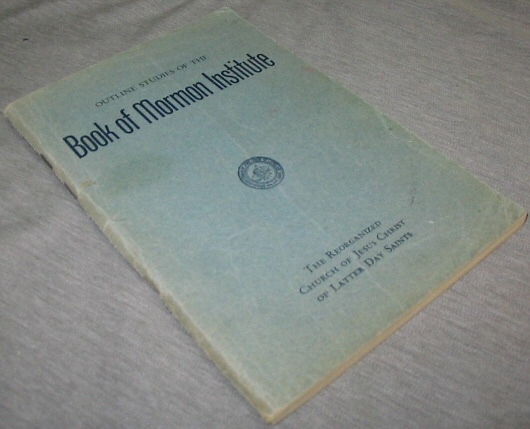 OUTLINE STUDIES OF THE
Book of Mormon Institute
THE REORGANIZED
CHURCH OF JESUS CHRIST
OF LATTER DAY SAINTS